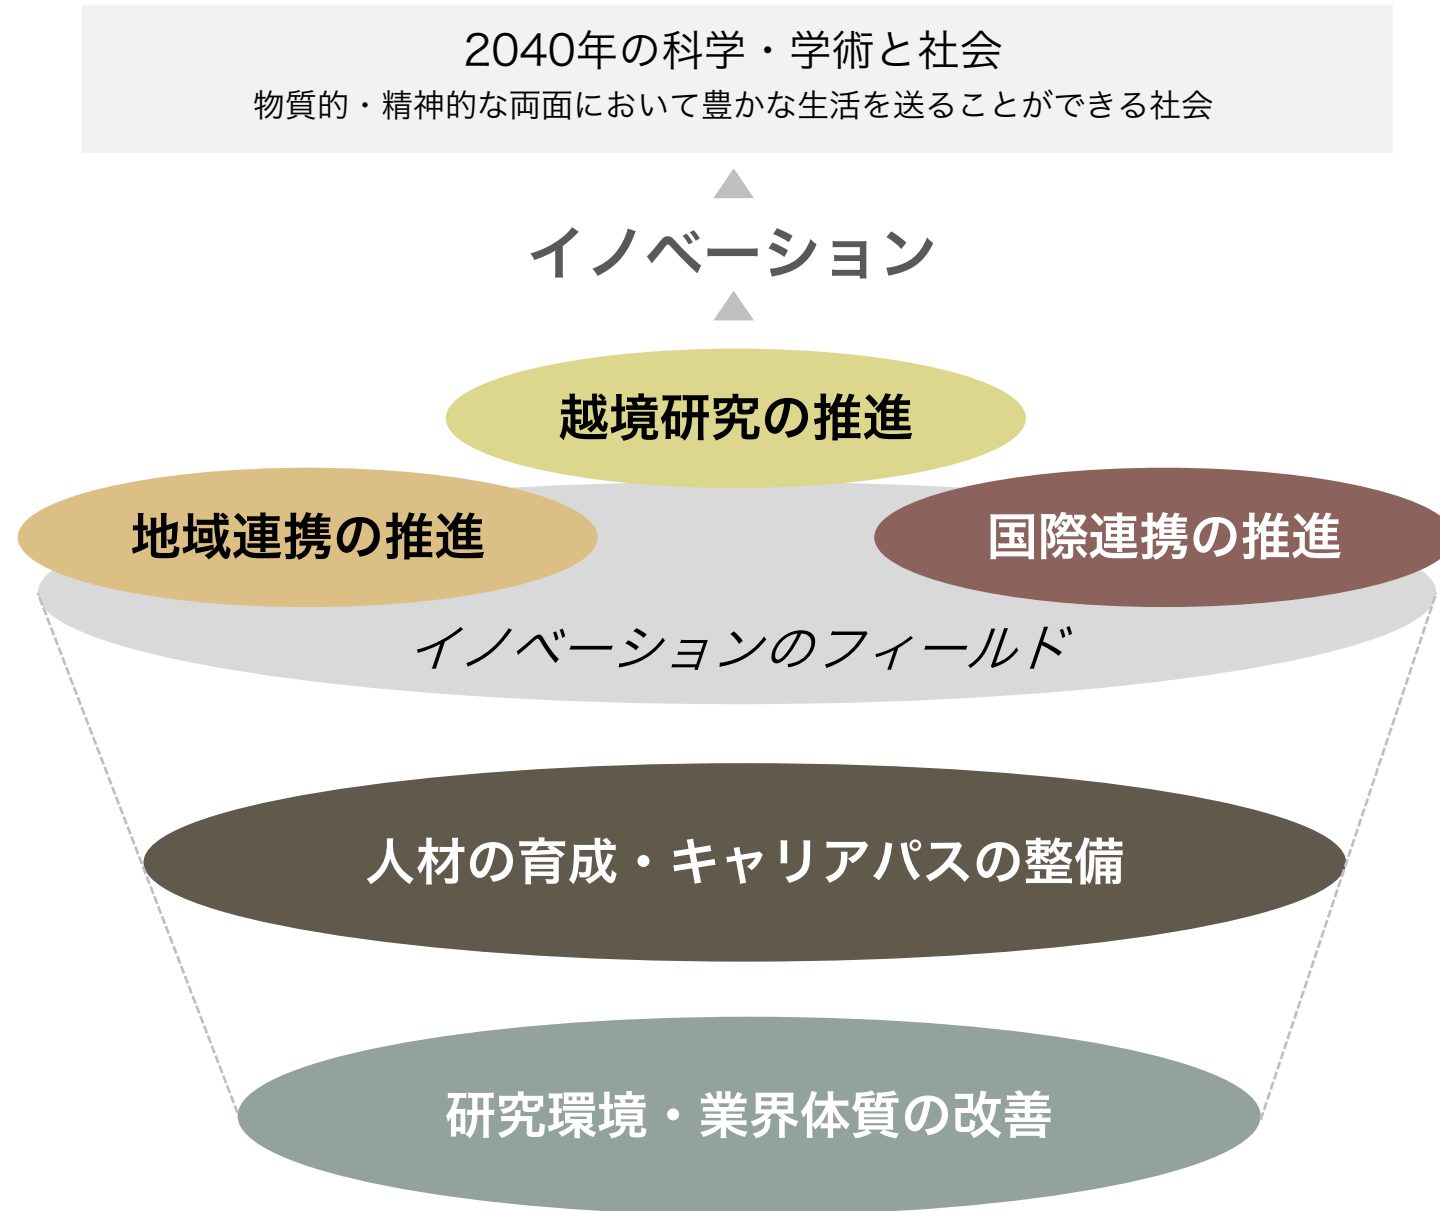 2040年の科学・学術と社会
物質的・精神的な両面において豊かな生活を送ることができる社会
イノベーション
越境研究の推進
地域連携の推進
国際連携の推進
イノベーションのフィールド
人材の育成・キャリアパスの整備
研究環境・業界体質の改善